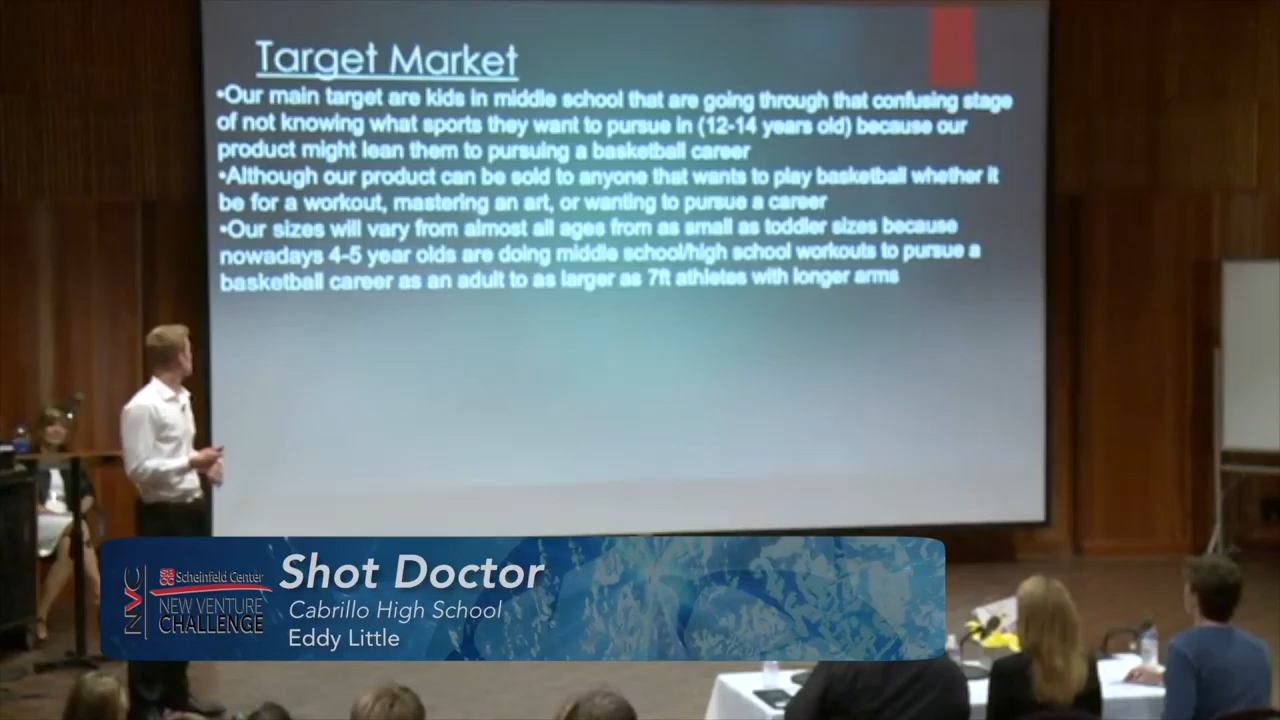 Target Market
•Our main target are kids in middle school that are going through that confusing stage
of not knowing what sports they want to pursue in (12-14 years old) because our
product might lean them to pursuing a basketball career
•Although our product can be sold to anyone that wants to play basketball whether it
be for a workout, mastering an art, or wanting to pursue a career
•Our sizes will vary from almost all ages from as small as toddler sizes because
nowadays 4-5 year olds are doing middle school/high school workouts to pursue a
basketball career as an adult to as larger as 7ft athletes with longer arms
NVC
SBCC Scheinfeld Center
NEW VENTURE
CHALLENGE
Shot Doctor
Cabrillo High School
Eddy Little